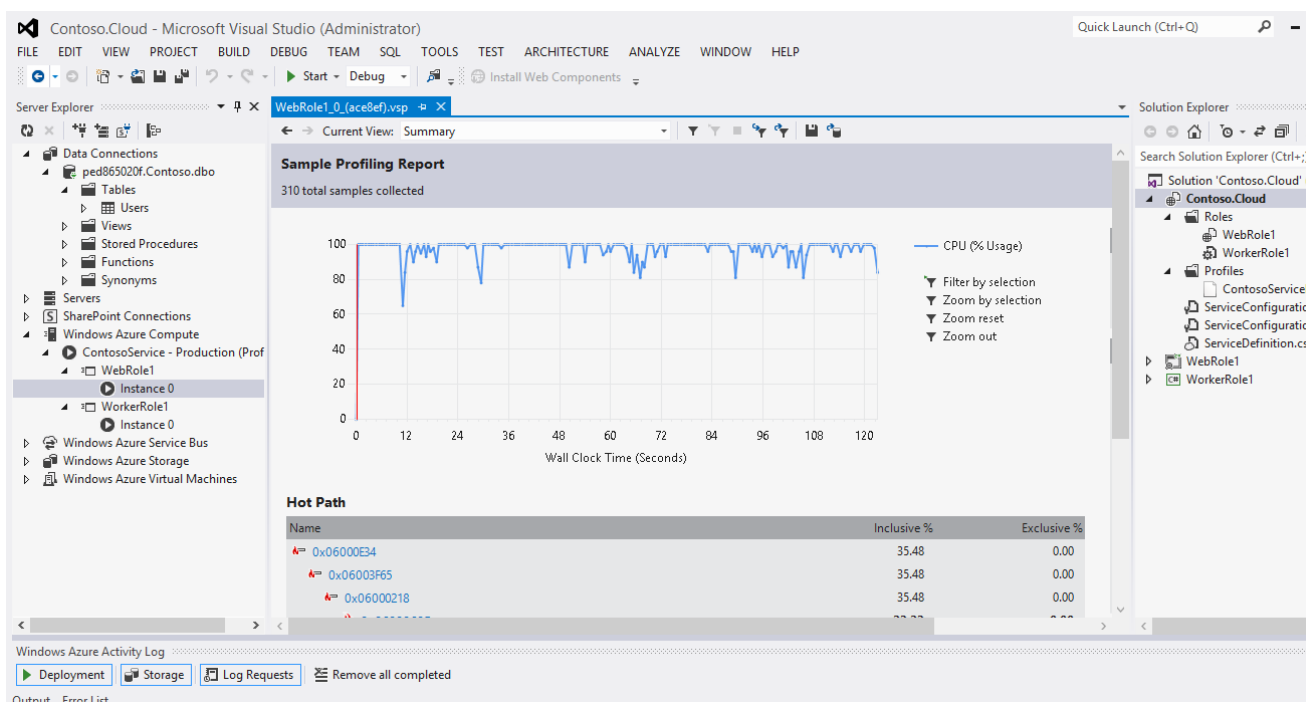 Contoso.Cloud - Microsoft Visual Studio (Administrator)
Quick Launch (Ctrl+Q)
FILE EDIT VIEW PROJECT BUILD DEBUG TEAM SQL TOOLS TEST ARCHITECTURE ANALYZE WINDOW HELP
Start Debug Install Web Components
Server Explorer
Data Connections
ped865020f.Contoso.dbo
Tables
Users
Views
Stored Procedures
Functions
Synonyms
Servers
SharePoint Connections
Windows Azure Compute
ContosoService - Production (Prof
WebRole1
Instance 0
WorkerRole1
Instance 0
Windows Azure Service Bus
Windows Azure Storage
Windows Azure Virtual Machines
WebRole1_0_(ace8ef).vsp
Current View: Summary
Sample Profiling Report
310 total samples collected
100
80
60
40
20
0
0 12 24 36 48 60 72 84 96 108 120
Wall Clock Time (Seconds)
CPU (% Usage)
Filter by selection
Zoom by selection
Zoom reset
Zoom out
Hot Path
Name Inclusive % Exclusive %
0x06000E34 35.48 0.00
0x06003F65 35.48 0.00
0x06000218 35.48 0.00
Solution Explorer
Search Solution Explorer (Ctrl+;)
Solution 'Contoso.Cloud'
Contoso.Cloud
Roles
WebRole1
WorkerRole1
Profiles
ContosoService
ServiceConfiguratic
ServiceConfiguratic
ServiceDefinition.cs
WebRole1
C# WorkerRole1
Windows Azure Activity Log
Deployment Storage Log Requests Remove all completed
Output Error List